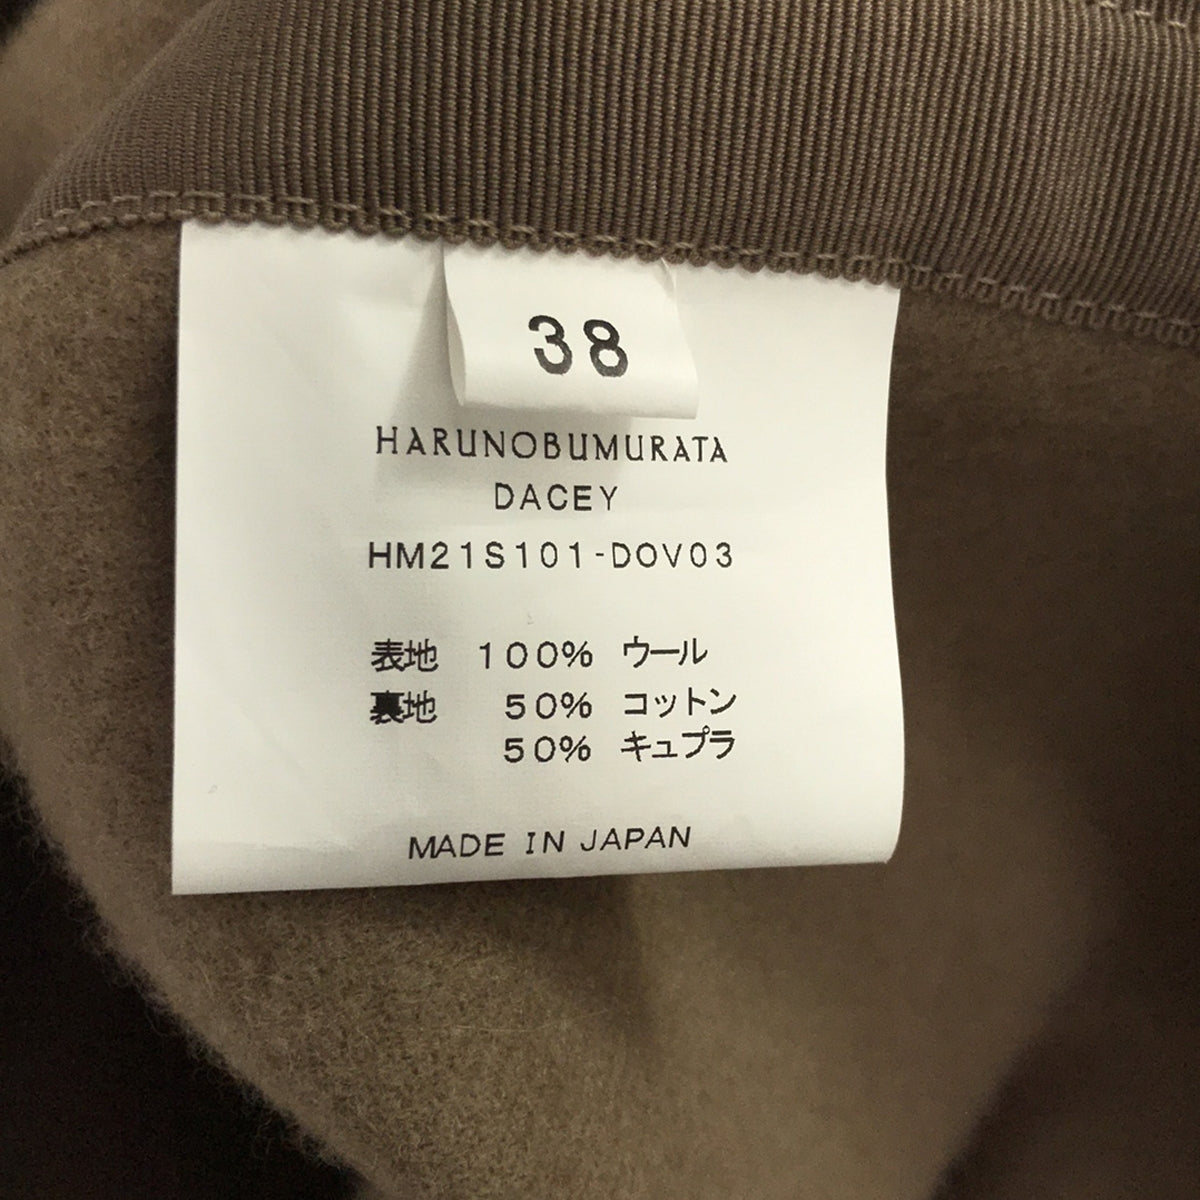 38
HARUNOBUMURATA
DACEY
HM21S101-DOV03
表地 100% ウール
裏地 50% コットン
50% キュプラ
MADE IN JAPAN